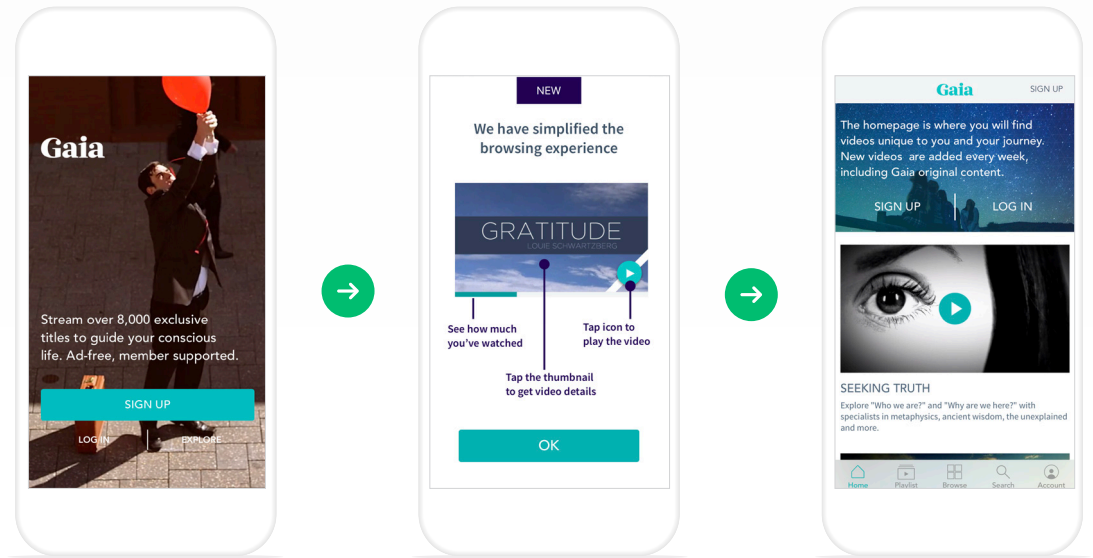 Gaia
Stream over 8,000 exclusive
titles to guide your conscious
life. Ad-free, member supported.
SIGN UP
LOG IN
EXPLORE
NEW
We have simplified the
browsing experience
GRATITUDE
LOUIE SCHWARTZBERG
See how much
you've watched
Tap icon to
play the video
Tap the thumbnail
to get video details
OK
Gaia
SIGN UP
The homepage is where you will find
videos unique to you and your journey.
New videos are added every week,
including Gaia original content.
SIGN UP
LOG IN
SEEKING TRUTH
Explore "Who we are?" and "Why are we here?" with
specialists in metaphysics, ancient wisdom, the unexplained
and more.
Home
Playlist
Browse
Search
Account